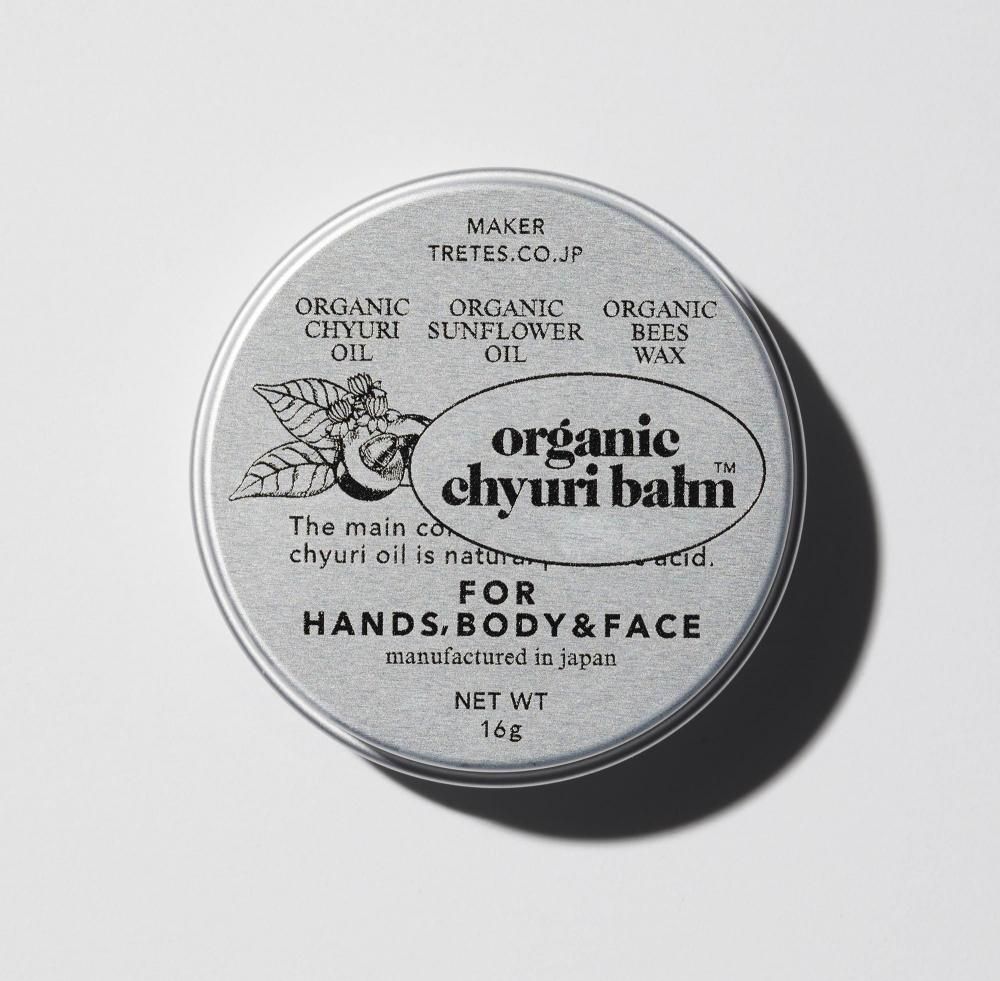 MAKER
TRETES.CO.JP
ORGANIC CHYURI OIL
ORGANIC SUNFLOWER OIL
ORGANIC BEES WAX
organic
chyuri balm™
The main
chyuri oil is acid.
FOR
HANDS,BODY&FACE
manufactured in japan
NET WT
16g